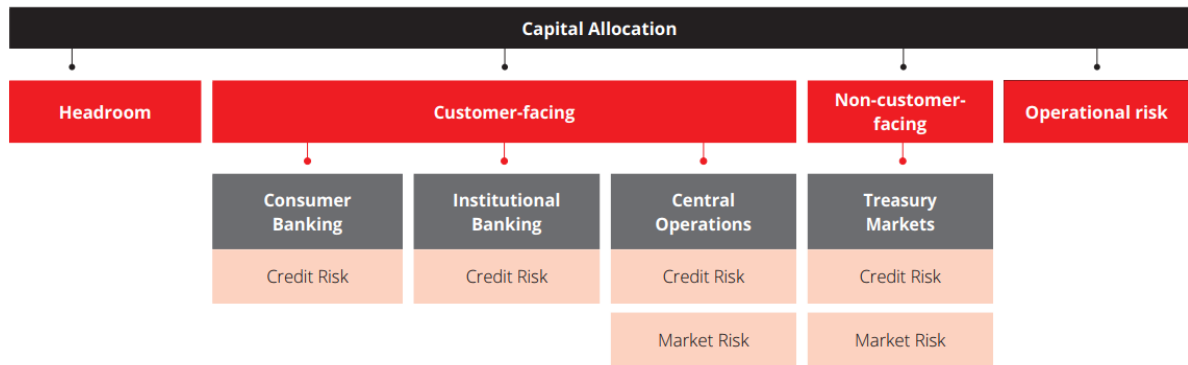 Capital Allocation
Headroom
Customer-facing
Non-customer-
facing
Operational risk
Consumer
Banking
Institutional
Banking
Central
Operations
Treasury
Markets
Credit Risk
Credit Risk
Credit Risk
Credit Risk
Market Risk
Market Risk